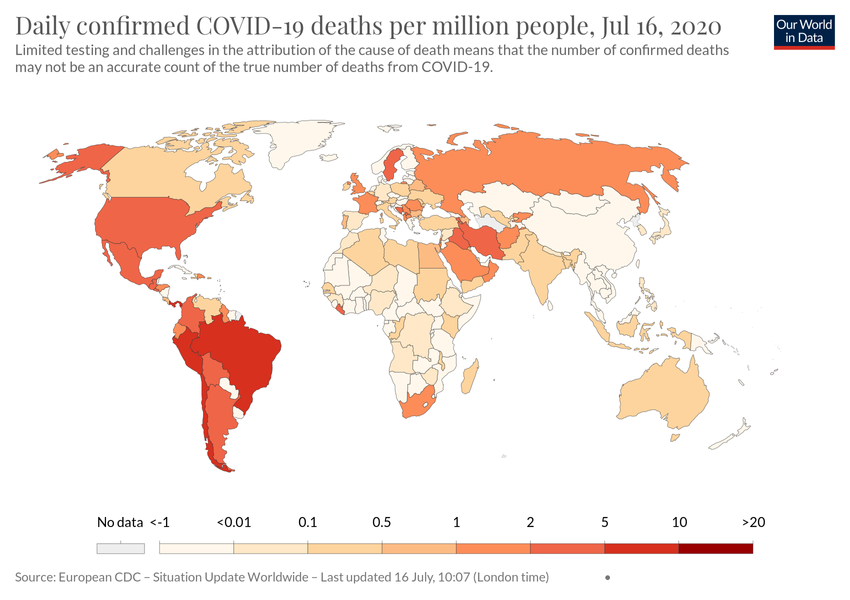 Daily confirmed COVID-19 deaths per million people, Jul 16, 2020
Our World
in Data
Limited testing and challenges in the attribution of the cause of death means that the number of confirmed deaths
may not be an accurate count of the true number of deaths from COVID-19.
No data <-1 <0.01 0.1 0.5 1 2 5 10 >20
Source: European CDC – Situation Update Worldwide – Last updated 16 July, 10:07 (London time) •